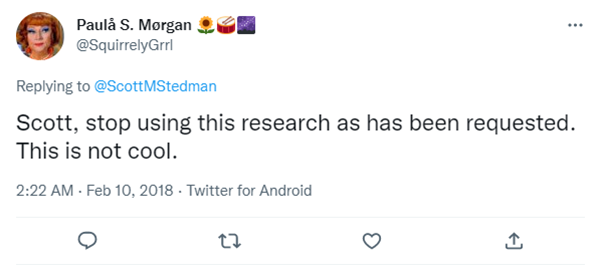 Paulå S. Mørgan 🌻🥁🌌
@SquirrelyGrrl
Replying to @ScottMStedman
Scott, stop using this research as has been requested.
This is not cool.
2:22 AM · Feb 10, 2018 · Twitter for Android